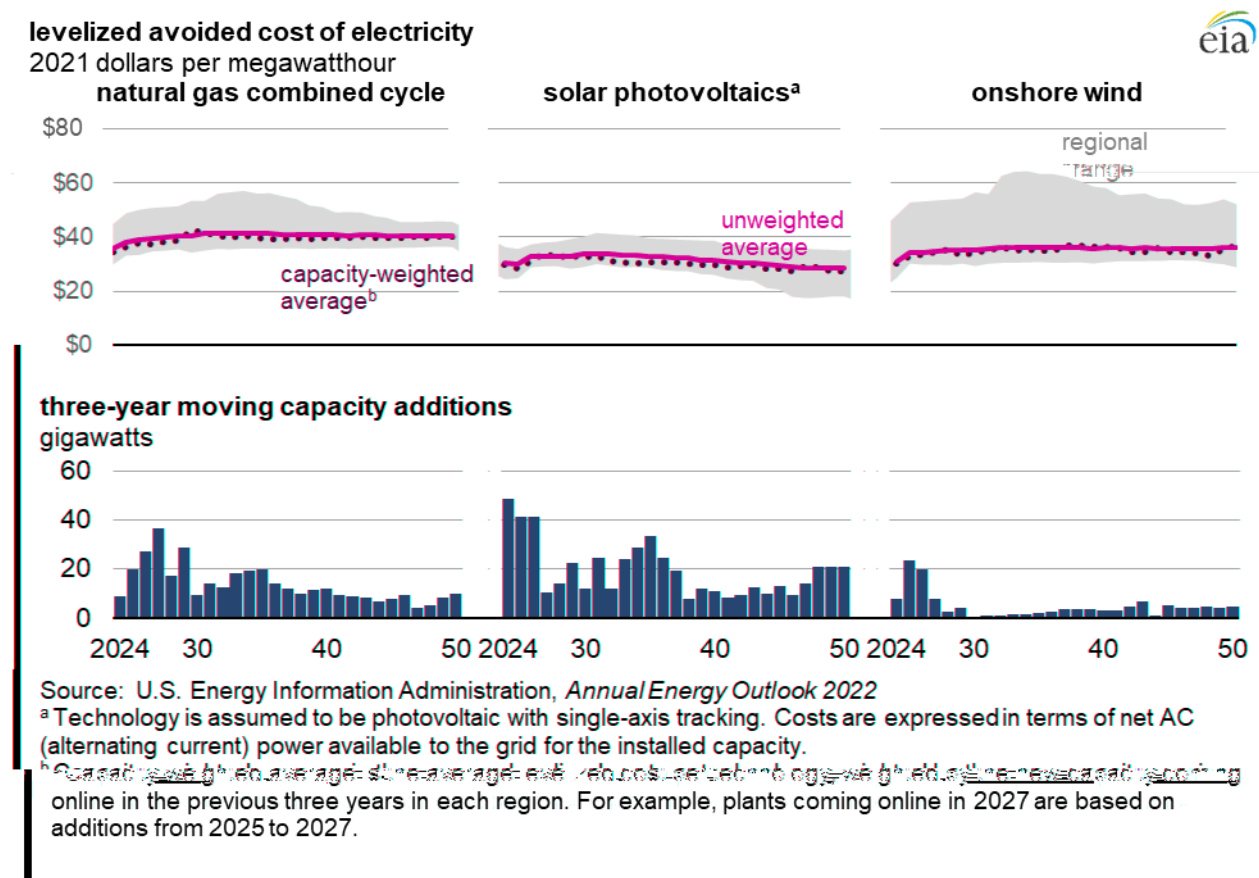 levelized avoided cost of electricity
eia
2021 dollars per megawatthour
natural gas combined cycle
solar photovoltaicsᵃ
onshore wind
$80
$60
$40
$20
$0
capacity-weighted
averageᵇ
unweighted
average
regional
range
three-year moving capacity additions
gigawatts
60
40
20
0
2024 30 40 50 2024 30 40 50 2024 30 40 50
Source: U.S. Energy Information Administration, Annual Energy Outlook 2022
ᵃ Technology is assumed to be photovoltaic with single-axis tracking. Costs are expressed in terms of net AC
(alternating current) power available to the grid for the installed capacity.
online in the previous three years in each region. For example, plants coming online in 2027 are based on
additions from 2025 to 2027.